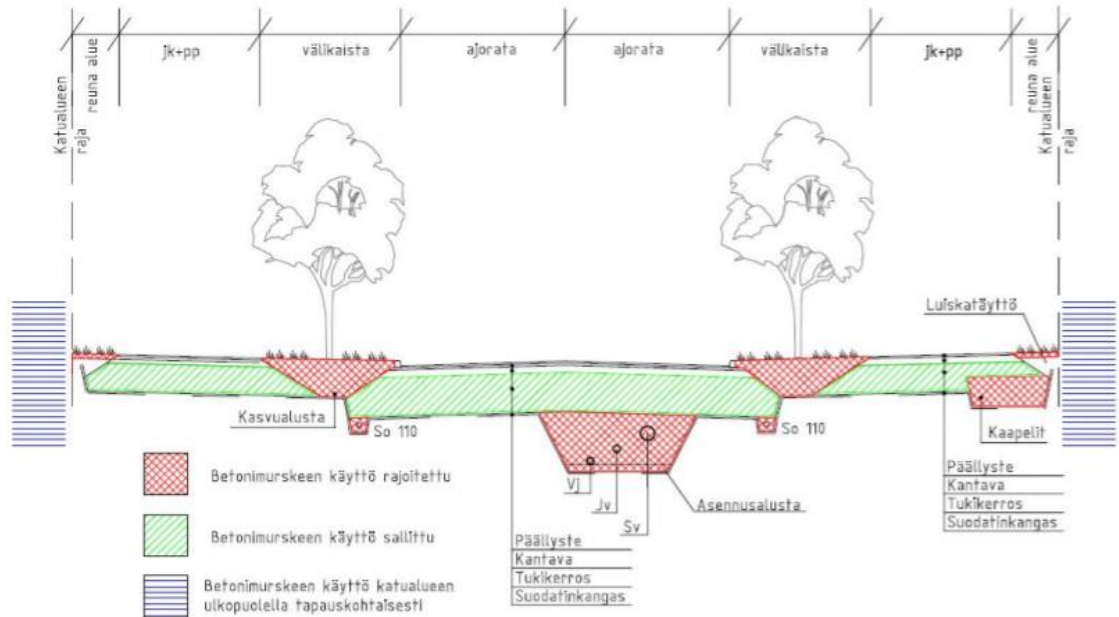 jk+pp
välikaista
ajorata
ajorata
välikaista
jk+pp
Katualueen
raja
reuna alue
reuna alue
Katualueen
raja
Luiskatäyttö
Kasvualusta
So 110
So 110
Kaapelit
Vj
Jv
Sv
Asennusalusta
Päällyste
Kantava
Tukikerros
Suodatinkangas
Päällyste
Kantava
Tukikerros
Suodatinkangas
Betonimurskeen käyttö rajoitettu
Betonimurskeen käyttö sallittu
Betonimurskeen käyttö katualueen
ulkopuolella tapauskohtaisesti